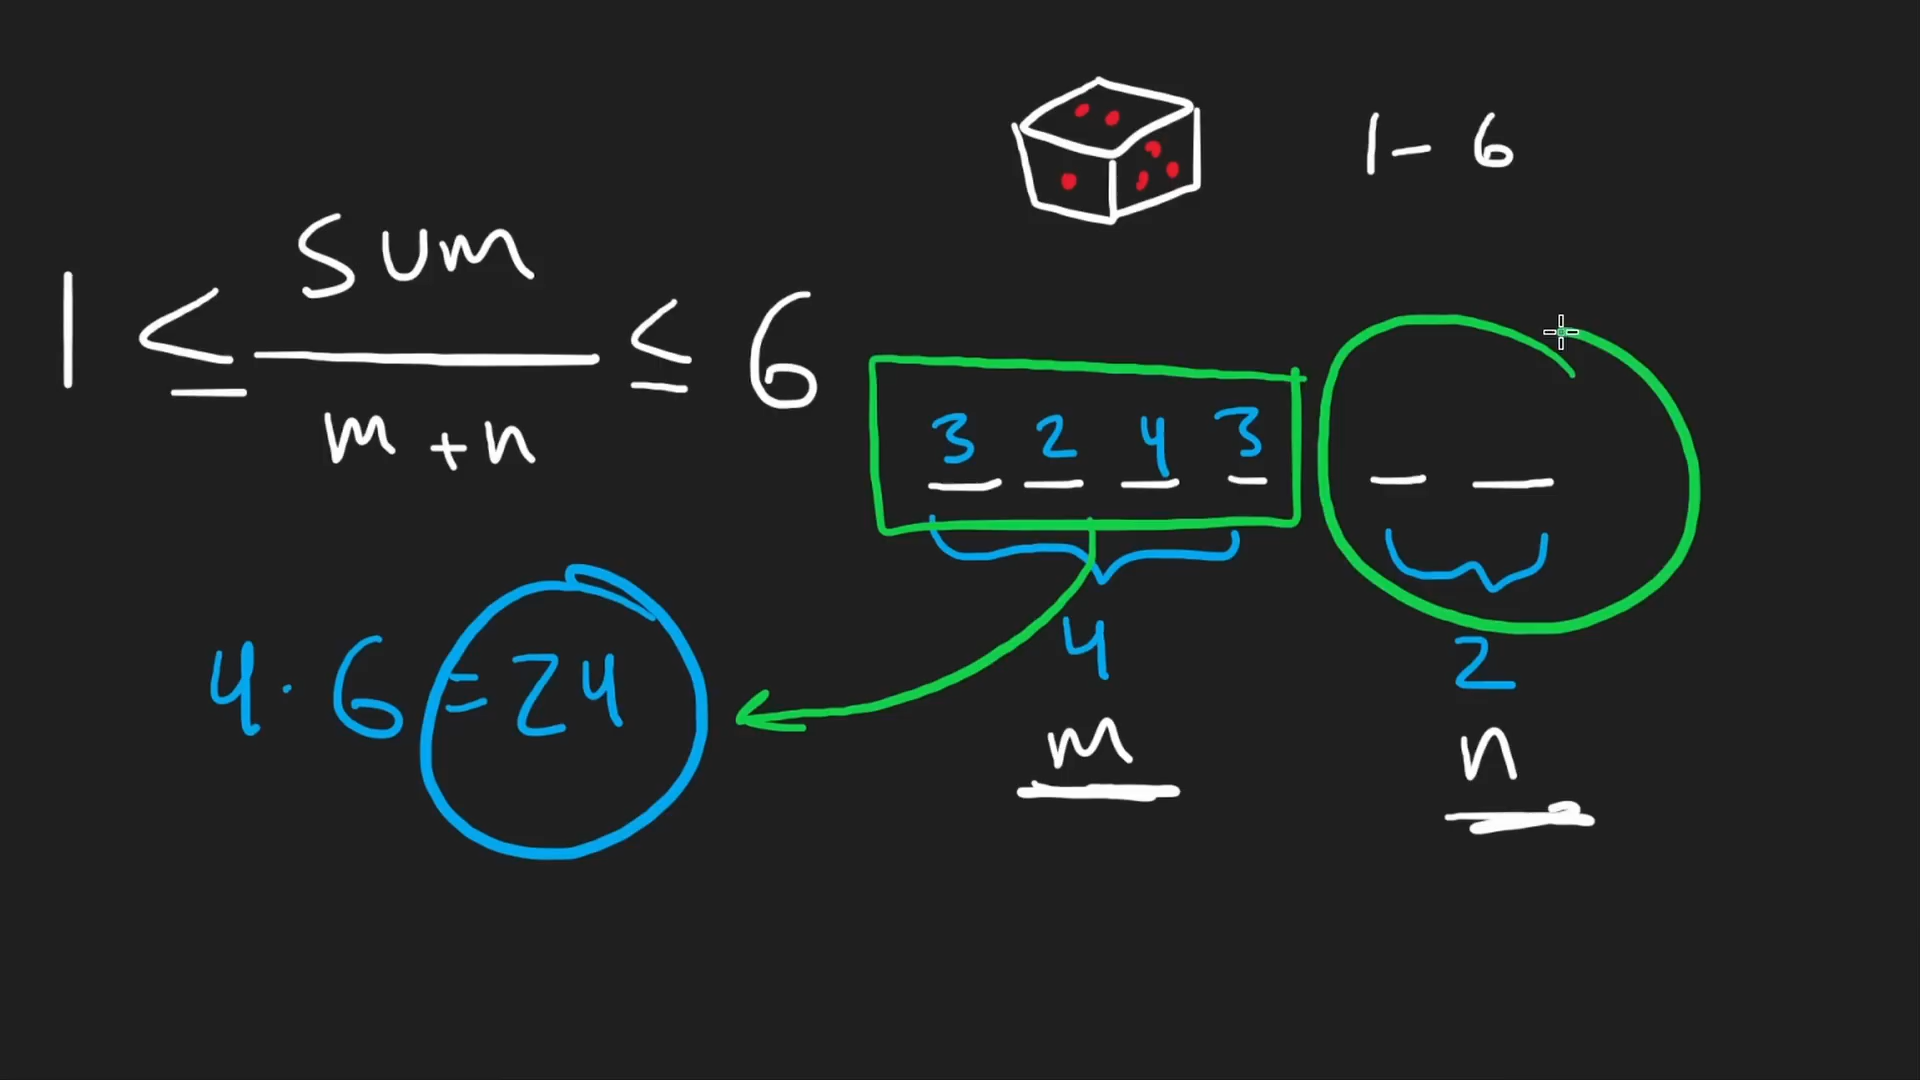 1 - 6
sum
1 ≤ ――― ≤ 6
m + n
3 2 4 3 _ _
4 · 6 = 24
4 2
m n